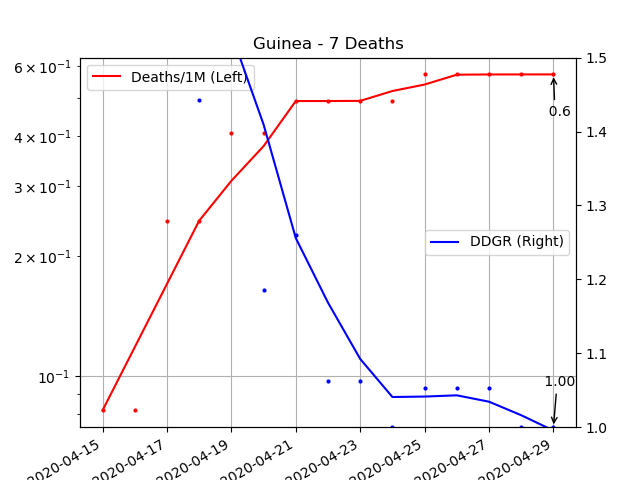 Guinea - 7 Deaths
6 × 10⁻¹
4 × 10⁻¹
3 × 10⁻¹
2 × 10⁻¹
10⁻¹
Deaths/1M (Left)
DDGR (Right)
0.6
1.00
1.5
1.4
1.3
1.2
1.1
1.0
2020-04-15
2020-04-17
2020-04-19
2020-04-21
2020-04-23
2020-04-25
2020-04-27
2020-04-29